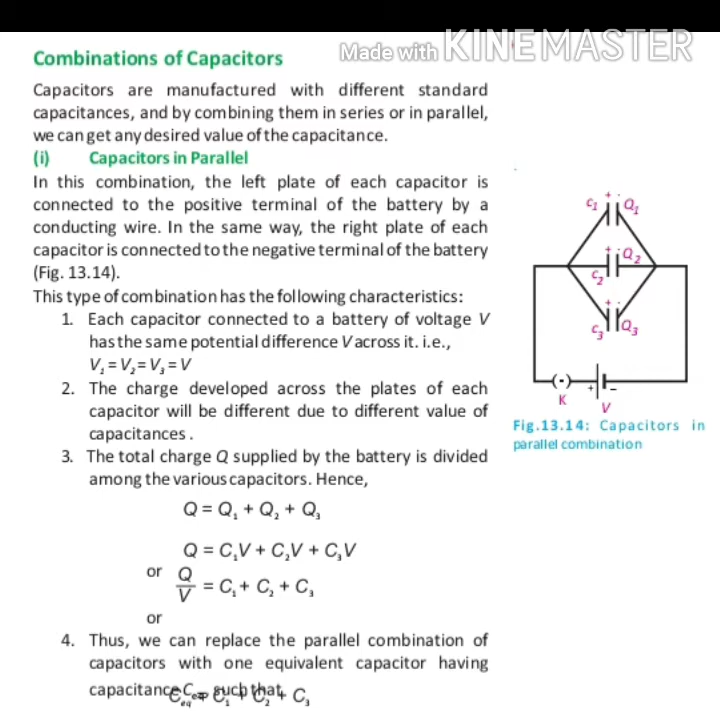 Made with KINEMASTER
Combinations of Capacitors
Capacitors are manufactured with different standard
capacitances, and by combining them in series or in parallel,
we can get any desired value of the capacitance.
(i) Capacitors in Parallel
In this combination, the left plate of each capacitor is
connected to the positive terminal of the battery by a
conducting wire. In the same way, the right plate of each
capacitor is connected to the negative terminal of the battery
(Fig. 13.14).
This type of combination has the following characteristics:
1. Each capacitor connected to a battery of voltage V
has the same potential difference V across it. i.e.,
V₁ = V₂ = V₃ = V
2. The charge developed across the plates of each
capacitor will be different due to different value of
capacitances .
3. The total charge Q supplied by the battery is divided
among the various capacitors. Hence,
Q = Q₁ + Q₂ + Q₃
Q = C₁V + C₂V + C₃V
or Q/V = C₁ + C₂ + C₃
or
4. Thus, we can replace the parallel combination of
capacitors with one equivalent capacitor having
capacitance Ceq, such that
Ceq = C₁ + C₂ + C₃
+ -
C₁ Q₁
+ -
C₂ Q₂
+ -
C₃ Q₃
(·) + -
K V
Fig.13.14: Capacitors in
parallel combination